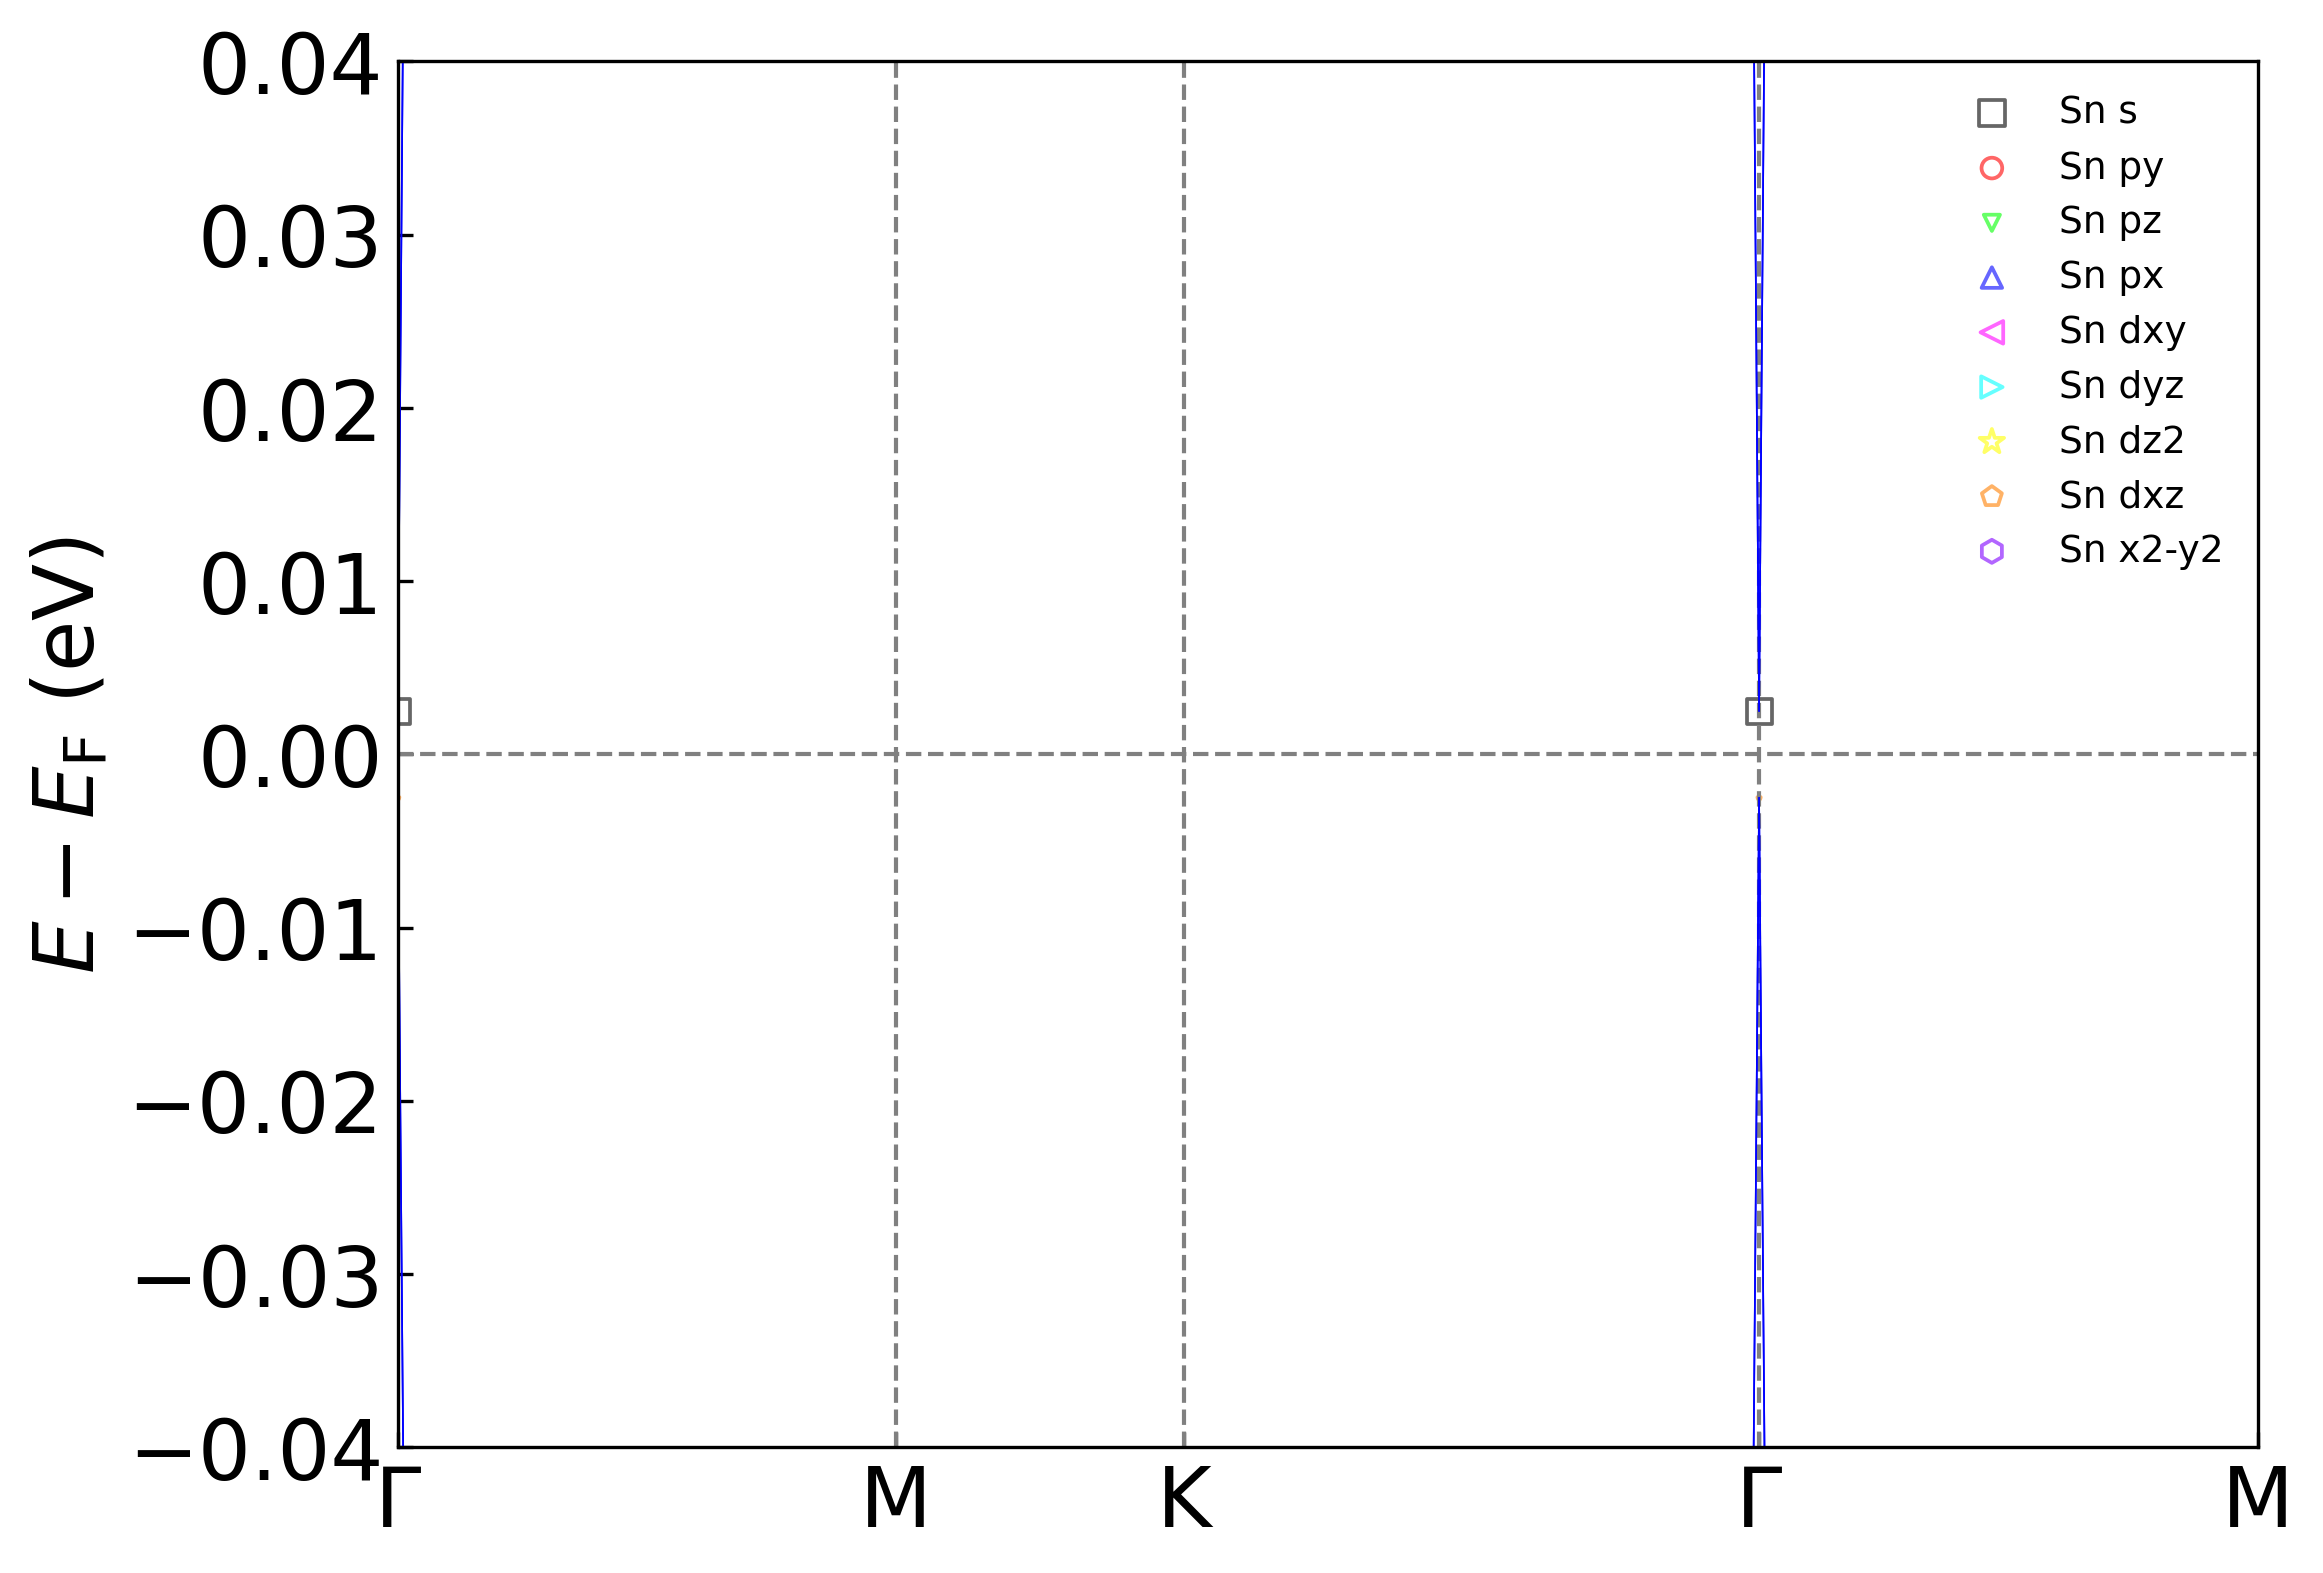 0.04
0.03
0.02
0.01
0.00
−0.01
−0.02
−0.03
−0.04
E − E_F (eV)
Γ M K Γ M
Sn s
Sn py
Sn pz
Sn px
Sn dxy
Sn dyz
Sn dz2
Sn dxz
Sn x2-y2